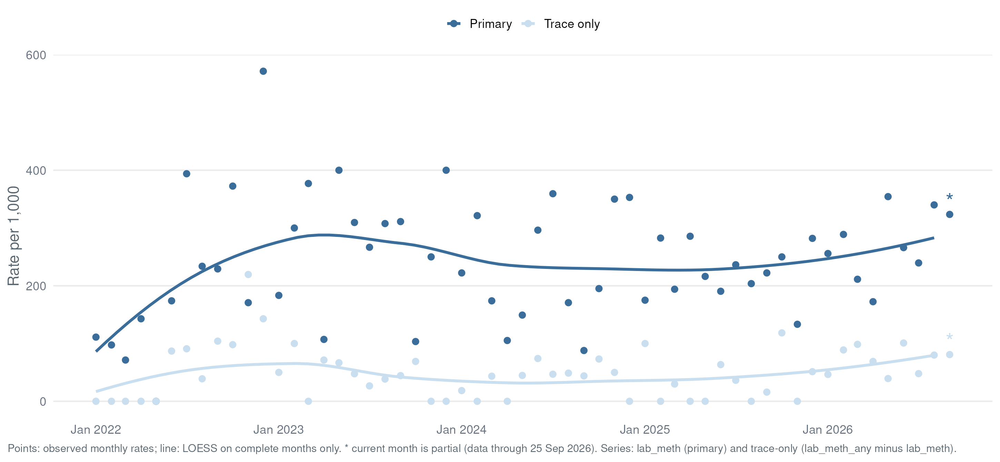 Primary Trace only
600
400
200
0
Rate per 1,000
*
*
Jan 2022 Jan 2023 Jan 2024 Jan 2025 Jan 2026
Points: observed monthly rates; line: LOESS on complete months only. * current month is partial (data through 25 Sep 2026). Series: lab_meth (primary) and trace-only (lab_meth_any minus lab_meth).